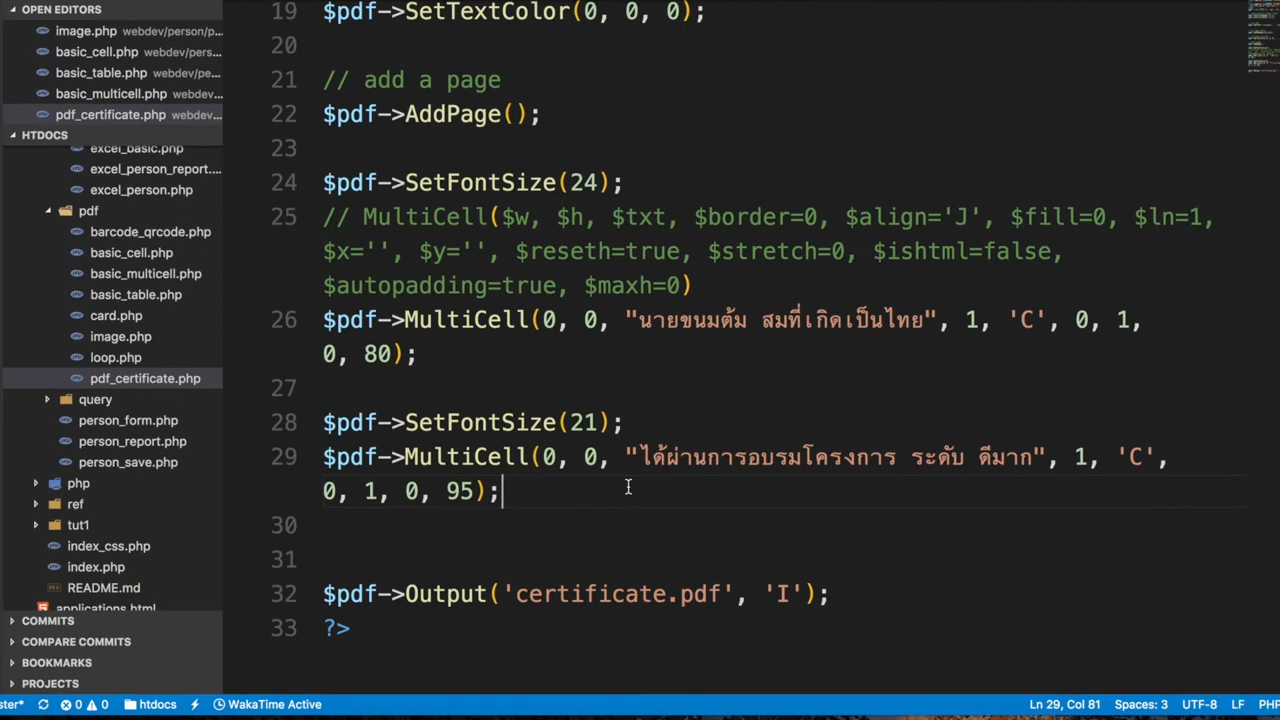 OPEN EDITORS
image.php webdev/person/p...
basic_cell.php webdev/pers...
basic_table.php webdev/pe...
basic_multicell.php webdev/...
pdf_certificate.php webdev...
HTDOCS
excel_basic.php
excel_person_report....
excel_person.php
pdf
barcode_qrcode.php
basic_cell.php
basic_multicell.php
basic_table.php
card.php
image.php
loop.php
pdf_certificate.php
query
person_form.php
person_report.php
person_save.php
php
ref
tut1
index_css.php
index.php
README.md
applications.html
COMMITS
COMPARE COMMITS
BOOKMARKS
PROJECTS
19 $pdf->SetTextColor(0, 0, 0);
20
21 // add a page
22 $pdf->AddPage();
23
24 $pdf->SetFontSize(24);
25 // MultiCell($w, $h, $txt, $border=0, $align='J', $fill=0, $ln=1,
$x='', $y='', $reseth=true, $stretch=0, $ishtml=false,
$autopadding=true, $maxh=0)
26 $pdf->MultiCell(0, 0, "นายขนมต้ม สมที่เกิดเป็นไทย", 1, 'C', 0, 1,
0, 80);
27
28 $pdf->SetFontSize(21);
29 $pdf->MultiCell(0, 0, "ได้ผ่านการอบรมโครงการ ระดับ ดีมาก", 1, 'C',
0, 1, 0, 95);
30
31
32 $pdf->Output('certificate.pdf', 'I');
33 ?>
ster* 0 0 htdocs WakaTime Active Ln 29, Col 81 Spaces: 3 UTF-8 LF PHP